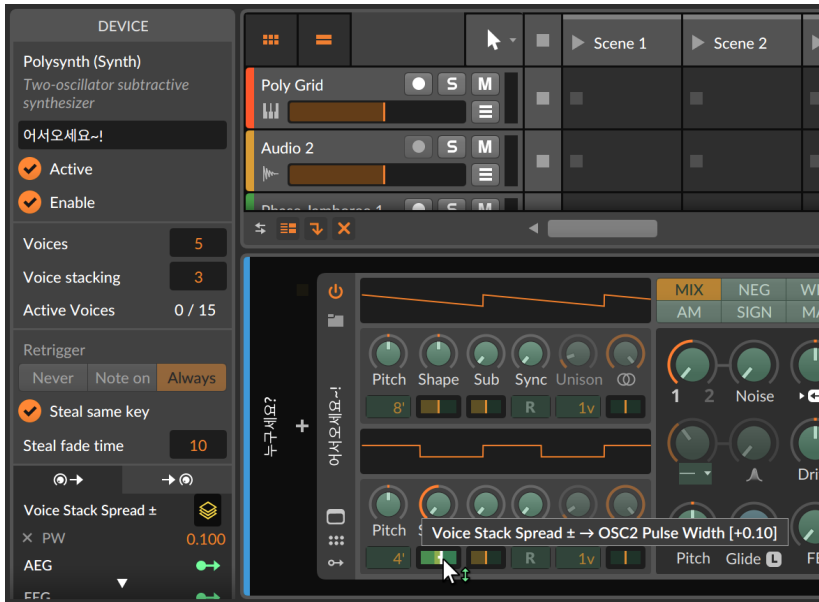 DEVICE
Polysynth (Synth)
Two-oscillator subtractive
synthesizer
어서오세요~!
Active
Enable
Voices 5
Voice stacking 3
Active Voices 0 / 15
Retrigger
Never Note on Always
Steal same key
Steal fade time 10
Voice Stack Spread ±
× PW 0.100
AEG
FEG
Scene 1 Scene 2
Poly Grid S M
Audio 2 S M
Phase Jamboree 1 S M
누구세요?
어서오세요~!
MIX NEG
AM SIGN
Pitch Shape Sub Sync Unison
8' R 1v
1 2 Noise
Pitch
Voice Stack Spread ± → OSC2 Pulse Width [+0.10]
4' R 1v
Pitch Glide L